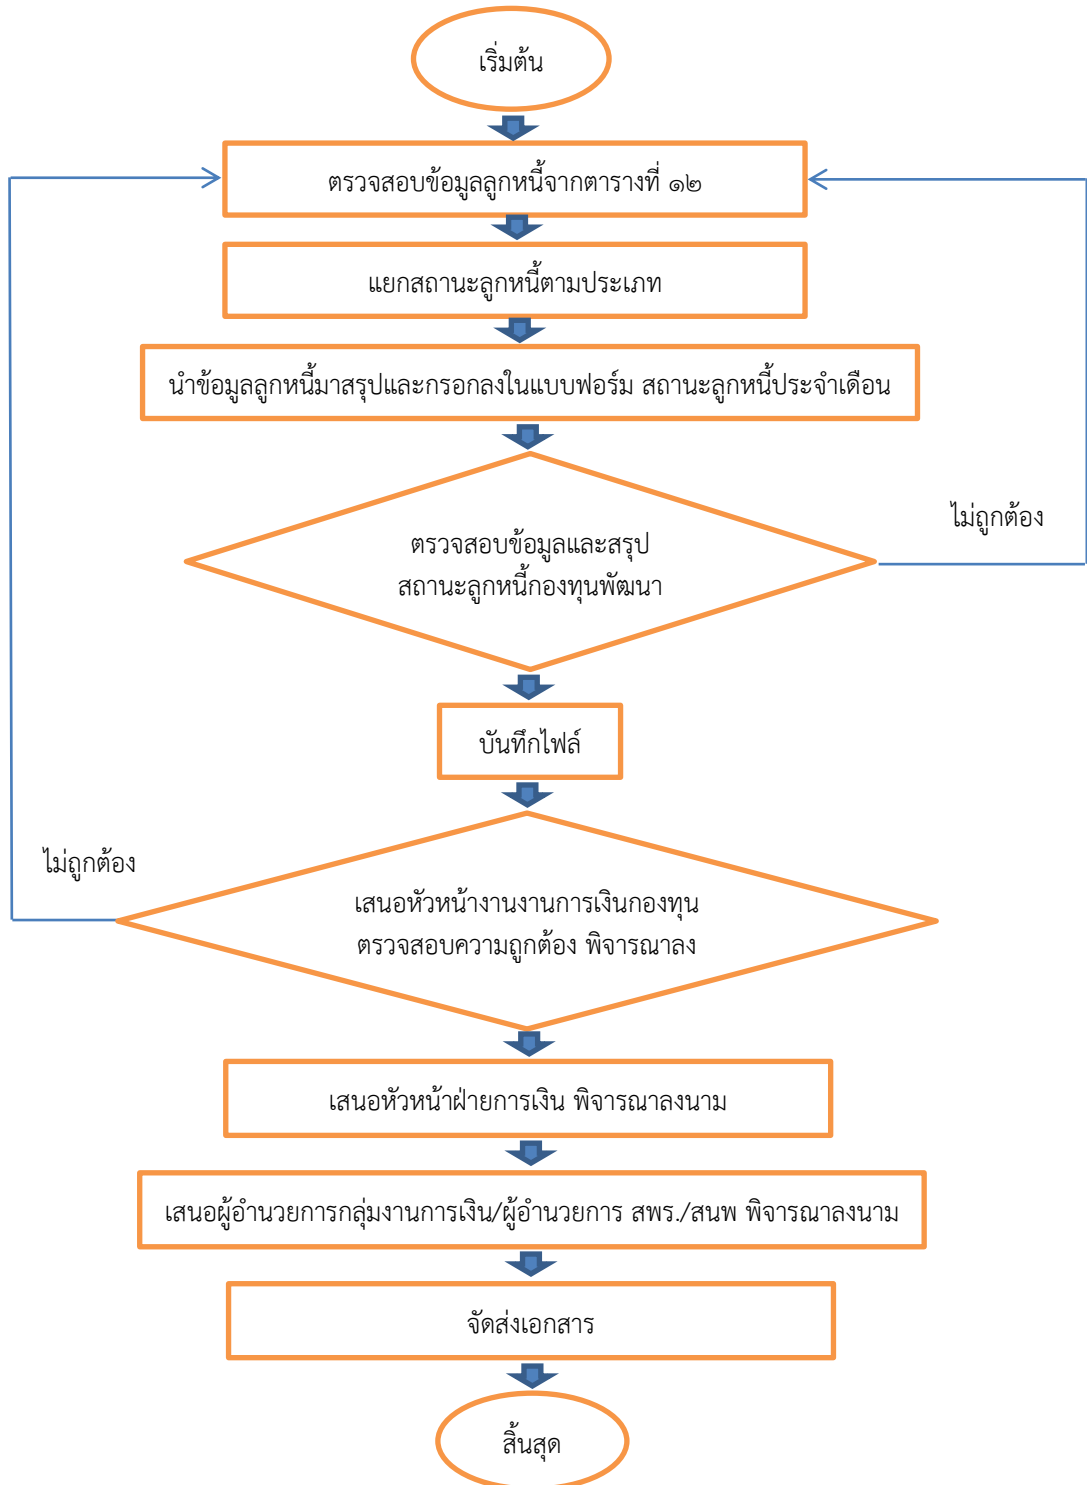 เริ่มต้น
ตรวจสอบข้อมูลลูกหนี้จากตารางที่ ๑๒
แยกสถานะลูกหนี้ตามประเภท
นำข้อมูลลูกหนี้มาสรุปและกรอกลงในแบบฟอร์ม สถานะลูกหนี้ประจำเดือน
ไม่ถูกต้อง
ตรวจสอบข้อมูลและสรุป
สถานะลูกหนี้กองทุนพัฒนา
บันทึกไฟล์
ไม่ถูกต้อง
เสนอหัวหน้างานงานการเงินกองทุน
ตรวจสอบความถูกต้อง พิจารณาลง
เสนอหัวหน้าฝ่ายการเงิน พิจารณาลงนาม
เสนอผู้อำนวยการกลุ่มงานการเงิน/ผู้อำนวยการ สพร./สนพ พิจารณาลงนาม
จัดส่งเอกสาร
สิ้นสุด